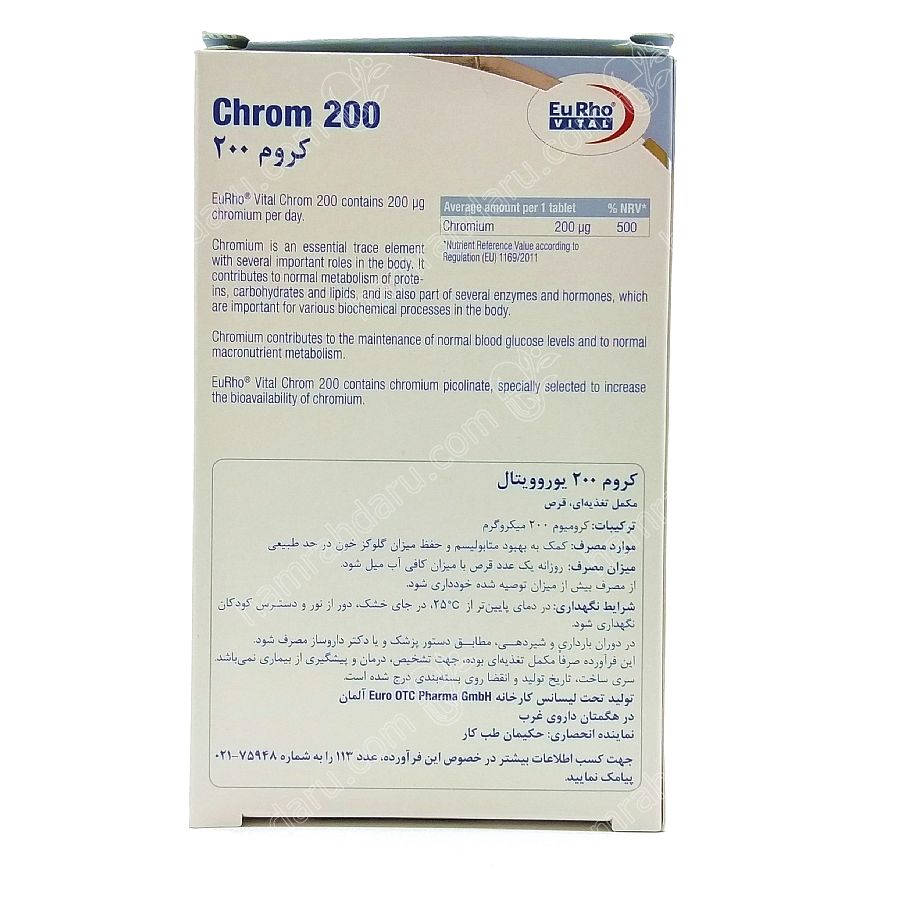 Chrom 200
کروم ۲۰۰
EuRho®
VITAL
EuRho® Vital Chrom 200 contains 200 µg
chromium per day.
Average amount per 1 tablet % NRV*
Chromium 200 µg 500
*Nutrient Reference Value according to
Regulation (EU) 1169/2011
Chromium is an essential trace element
with several important roles in the body. It
contributes to normal metabolism of prote-
ins, carbohydrates and lipids, and is also part of several enzymes and hormones, which
are important for various biochemical processes in the body.
Chromium contributes to the maintenance of normal blood glucose levels and to normal
macronutrient metabolism.
EuRho® Vital Chrom 200 contains chromium picolinate, specially selected to increase
the bioavailability of chromium.
کروم ۲۰۰ یوروویتال
مکمل تغذیه‌ای، قرص
ترکیبات: کرومیوم ۲۰۰ میکروگرم
موارد مصرف: کمک به بهبود متابولیسم و حفظ میزان گلوکز خون در حد طبیعی
میزان مصرف: روزانه یک عدد قرص با میزان کافی آب میل شود.
از مصرف بیش از میزان توصیه شده خودداری شود.
شرایط نگهداری: در دمای پایین‌تر از ۲۵°C، در جای خشک، دور از نور و دسترس کودکان
نگهداری شود.
در دوران بارداری و شیردهی، مطابق دستور پزشک و یا دکتر داروساز مصرف شود.
این فرآورده صرفاً مکمل تغذیه‌ای بوده، جهت تشخیص، درمان و پیشگیری از بیماری نمی‌باشد.
سری ساخت، تاریخ تولید و انقضا روی بسته‌بندی درج شده است.
تولید تحت لیسانس کارخانه Euro OTC Pharma GmbH آلمان
در هگمتان داروی غرب
نماینده انحصاری: حکیمان طب کار
جهت کسب اطلاعات بیشتر در خصوص این فرآورده، عدد ۱۱۳ را به شماره ۷۵۹۴۸-۰۲۱
پیامک نمایید.
hamrahdaru.com